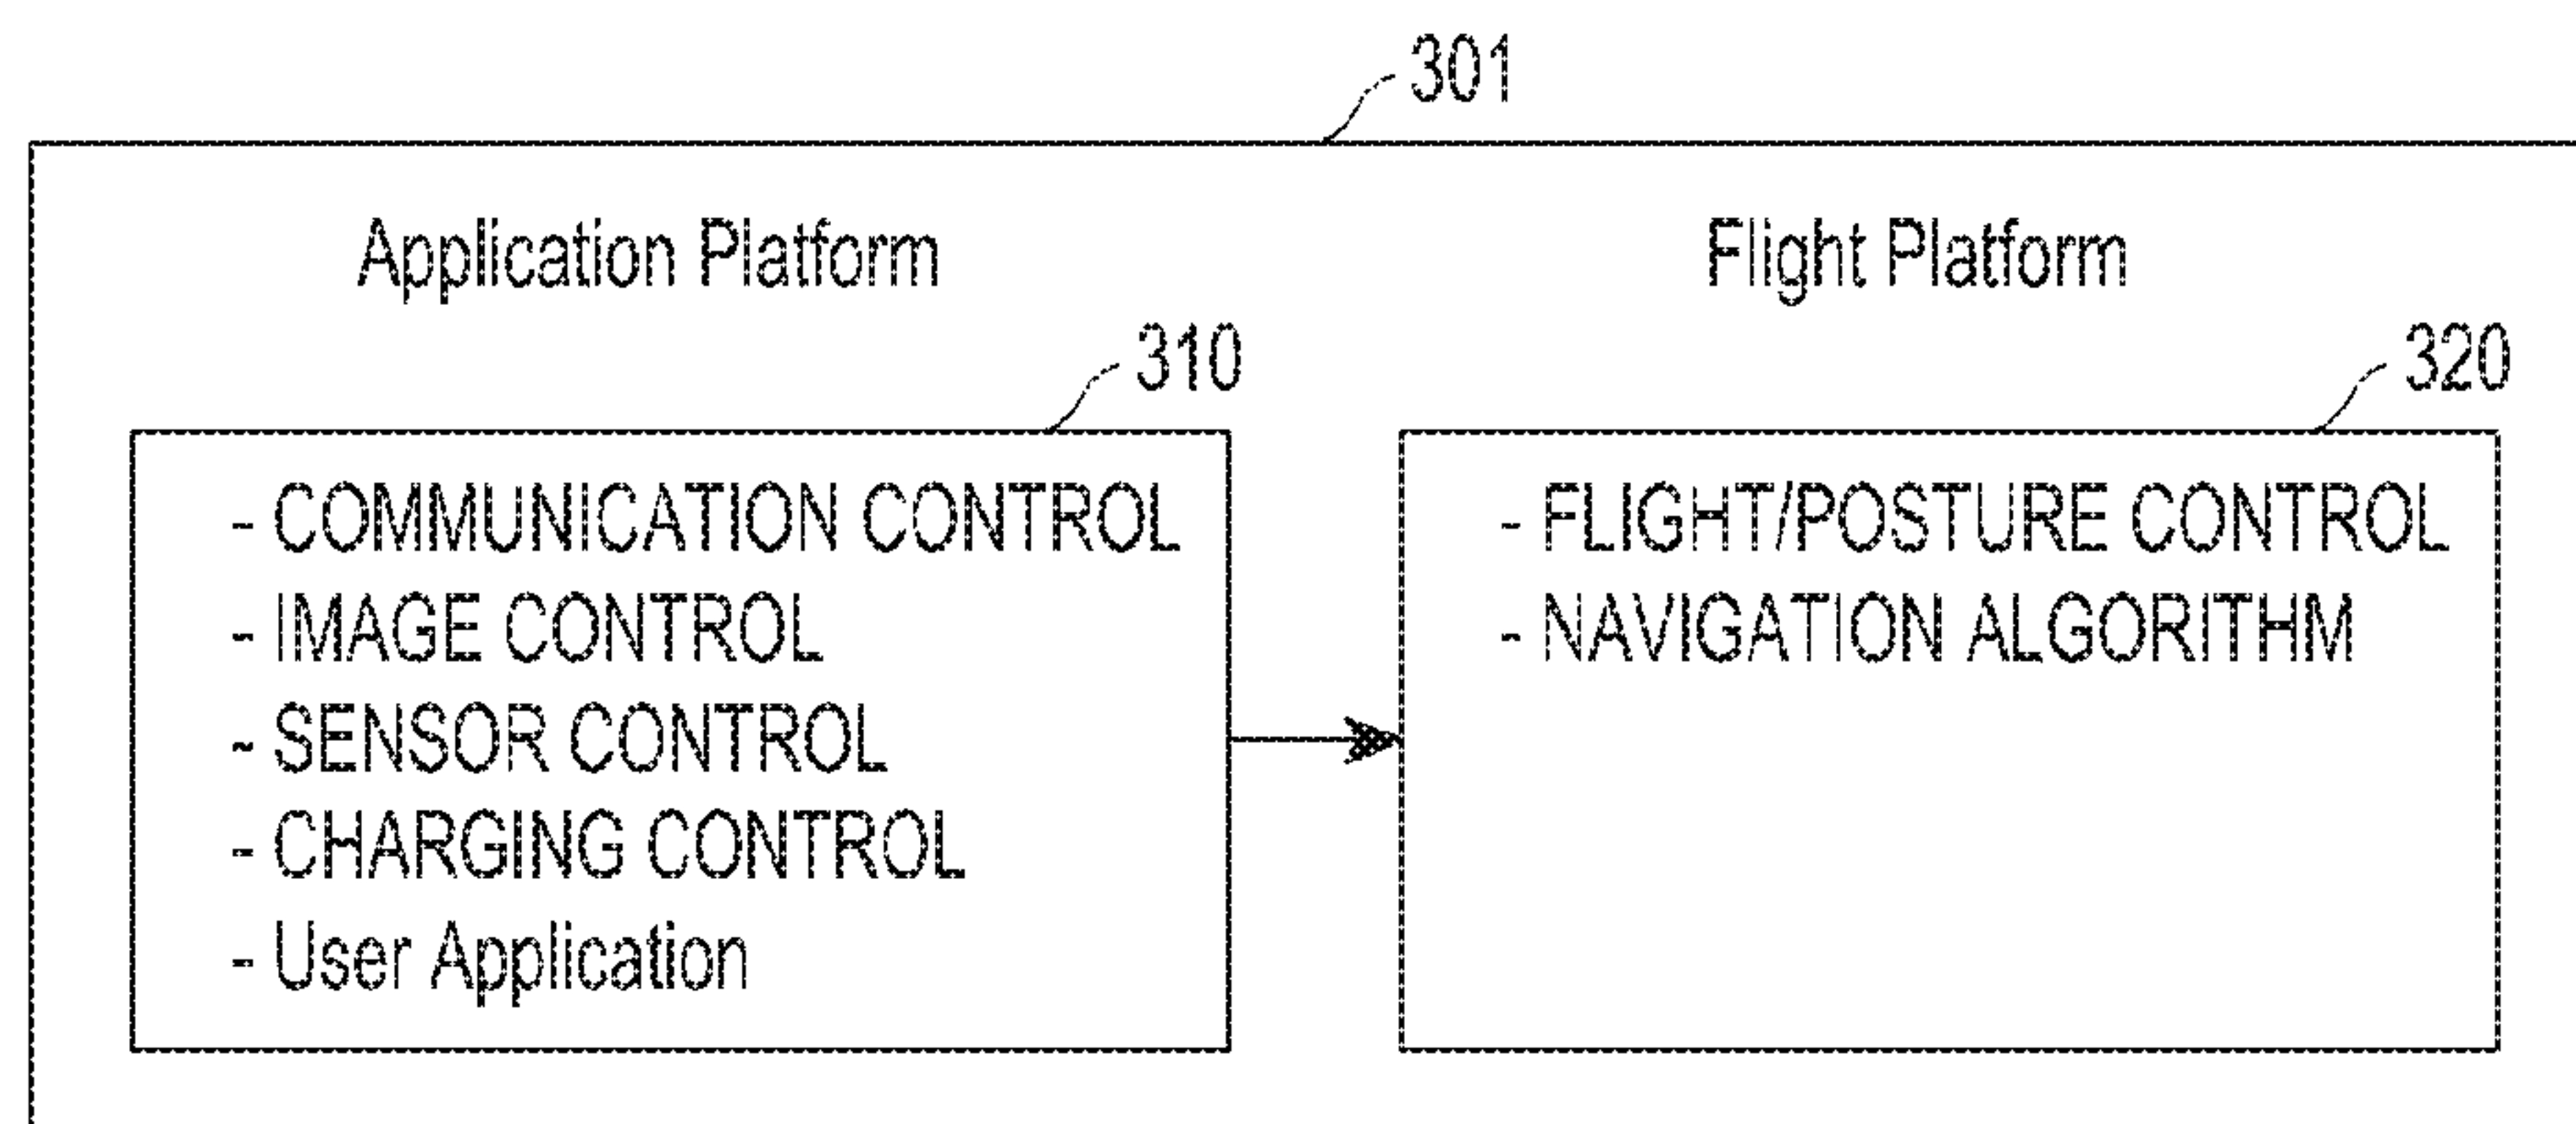 301
Application Platform
Flight Platform
310
320
- COMMUNICATION CONTROL
- IMAGE CONTROL
- SENSOR CONTROL
- CHARGING CONTROL
- User Application
- FLIGHT/POSTURE CONTROL
- NAVIGATION ALGORITHM